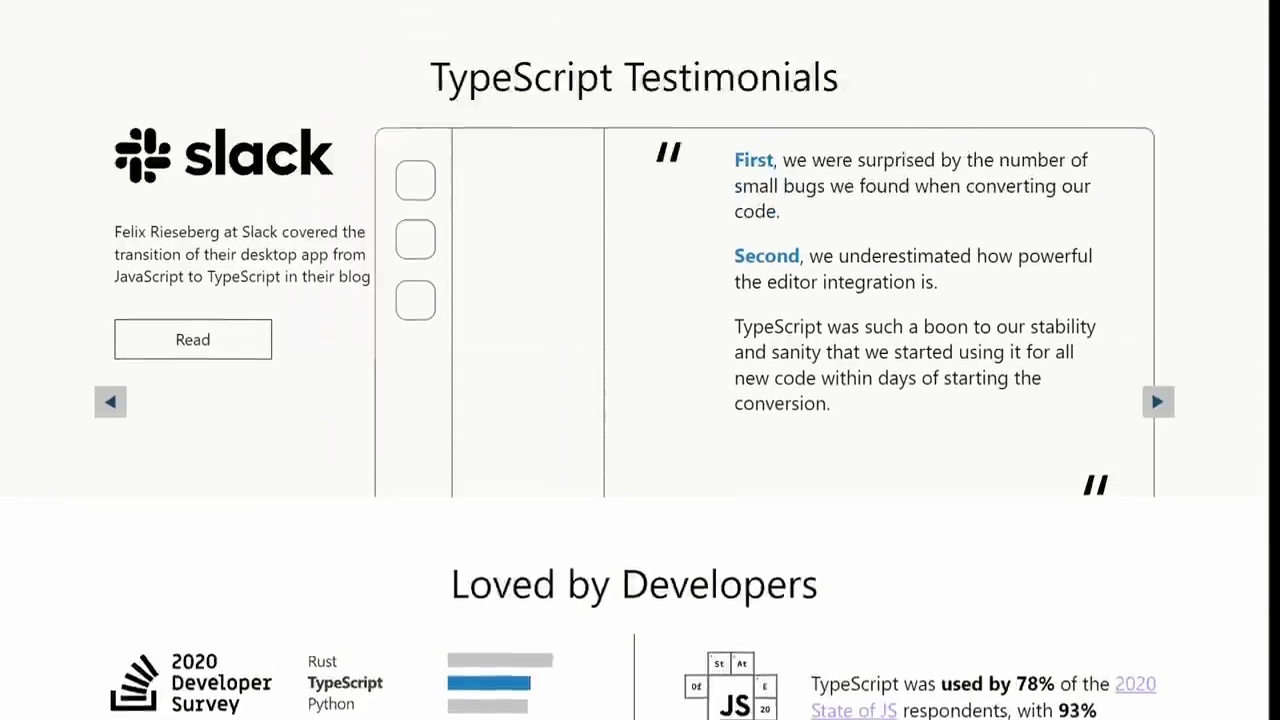 TypeScript Testimonials
slack
Felix Rieseberg at Slack covered the
transition of their desktop app from
JavaScript to TypeScript in their blog
Read
"
First, we were surprised by the number of
small bugs we found when converting our
code.
Second, we underestimated how powerful
the editor integration is.
TypeScript was such a boon to our stability
and sanity that we started using it for all
new code within days of starting the
conversion.
"
Loved by Developers
2020
Developer
Survey
Rust
TypeScript
Python
St At
Of
E
JS
20
TypeScript was used by 78% of the 2020
State of JS respondents, with 93%